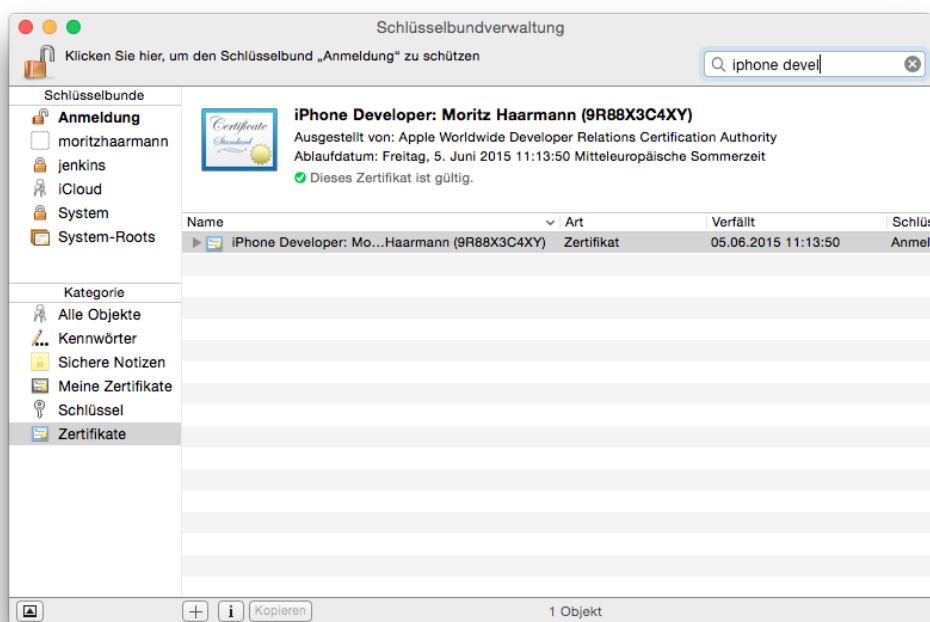 Schlüsselbundverwaltung
Klicken Sie hier, um den Schlüsselbund „Anmeldung“ zu schützen
iphone devel
Schlüsselbunde
Anmeldung
moritzhaarmann
jenkins
iCloud
System
System-Roots
Kategorie
Alle Objekte
Kennwörter
Sichere Notizen
Meine Zertifikate
Schlüssel
Zertifikate
Certificate
Standard
iPhone Developer: Moritz Haarmann (9R88X3C4XY)
Ausgestellt von: Apple Worldwide Developer Relations Certification Authority
Ablaufdatum: Freitag, 5. Juni 2015 11:13:50 Mitteleuropäische Sommerzeit
Dieses Zertifikat ist gültig.
Name Art Verfällt Schlüs
iPhone Developer: Mo...Haarmann (9R88X3C4XY) Zertifikat 05.06.2015 11:13:50 Anmel
+ i Kopieren 1 Objekt